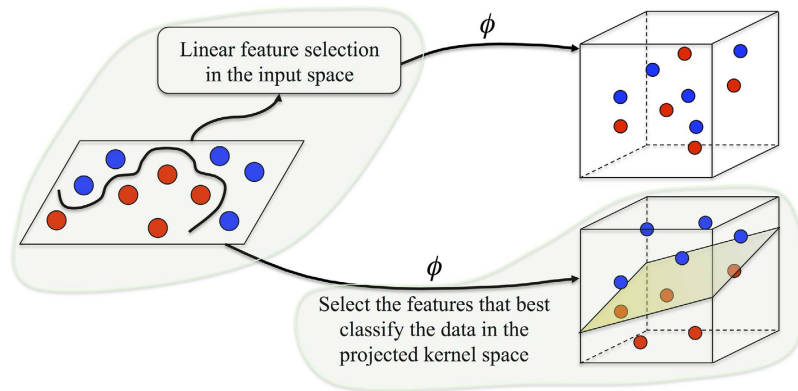 ϕ
Linear feature selection
in the input space
ϕ
Select the features that best
classify the data in the
projected kernel space